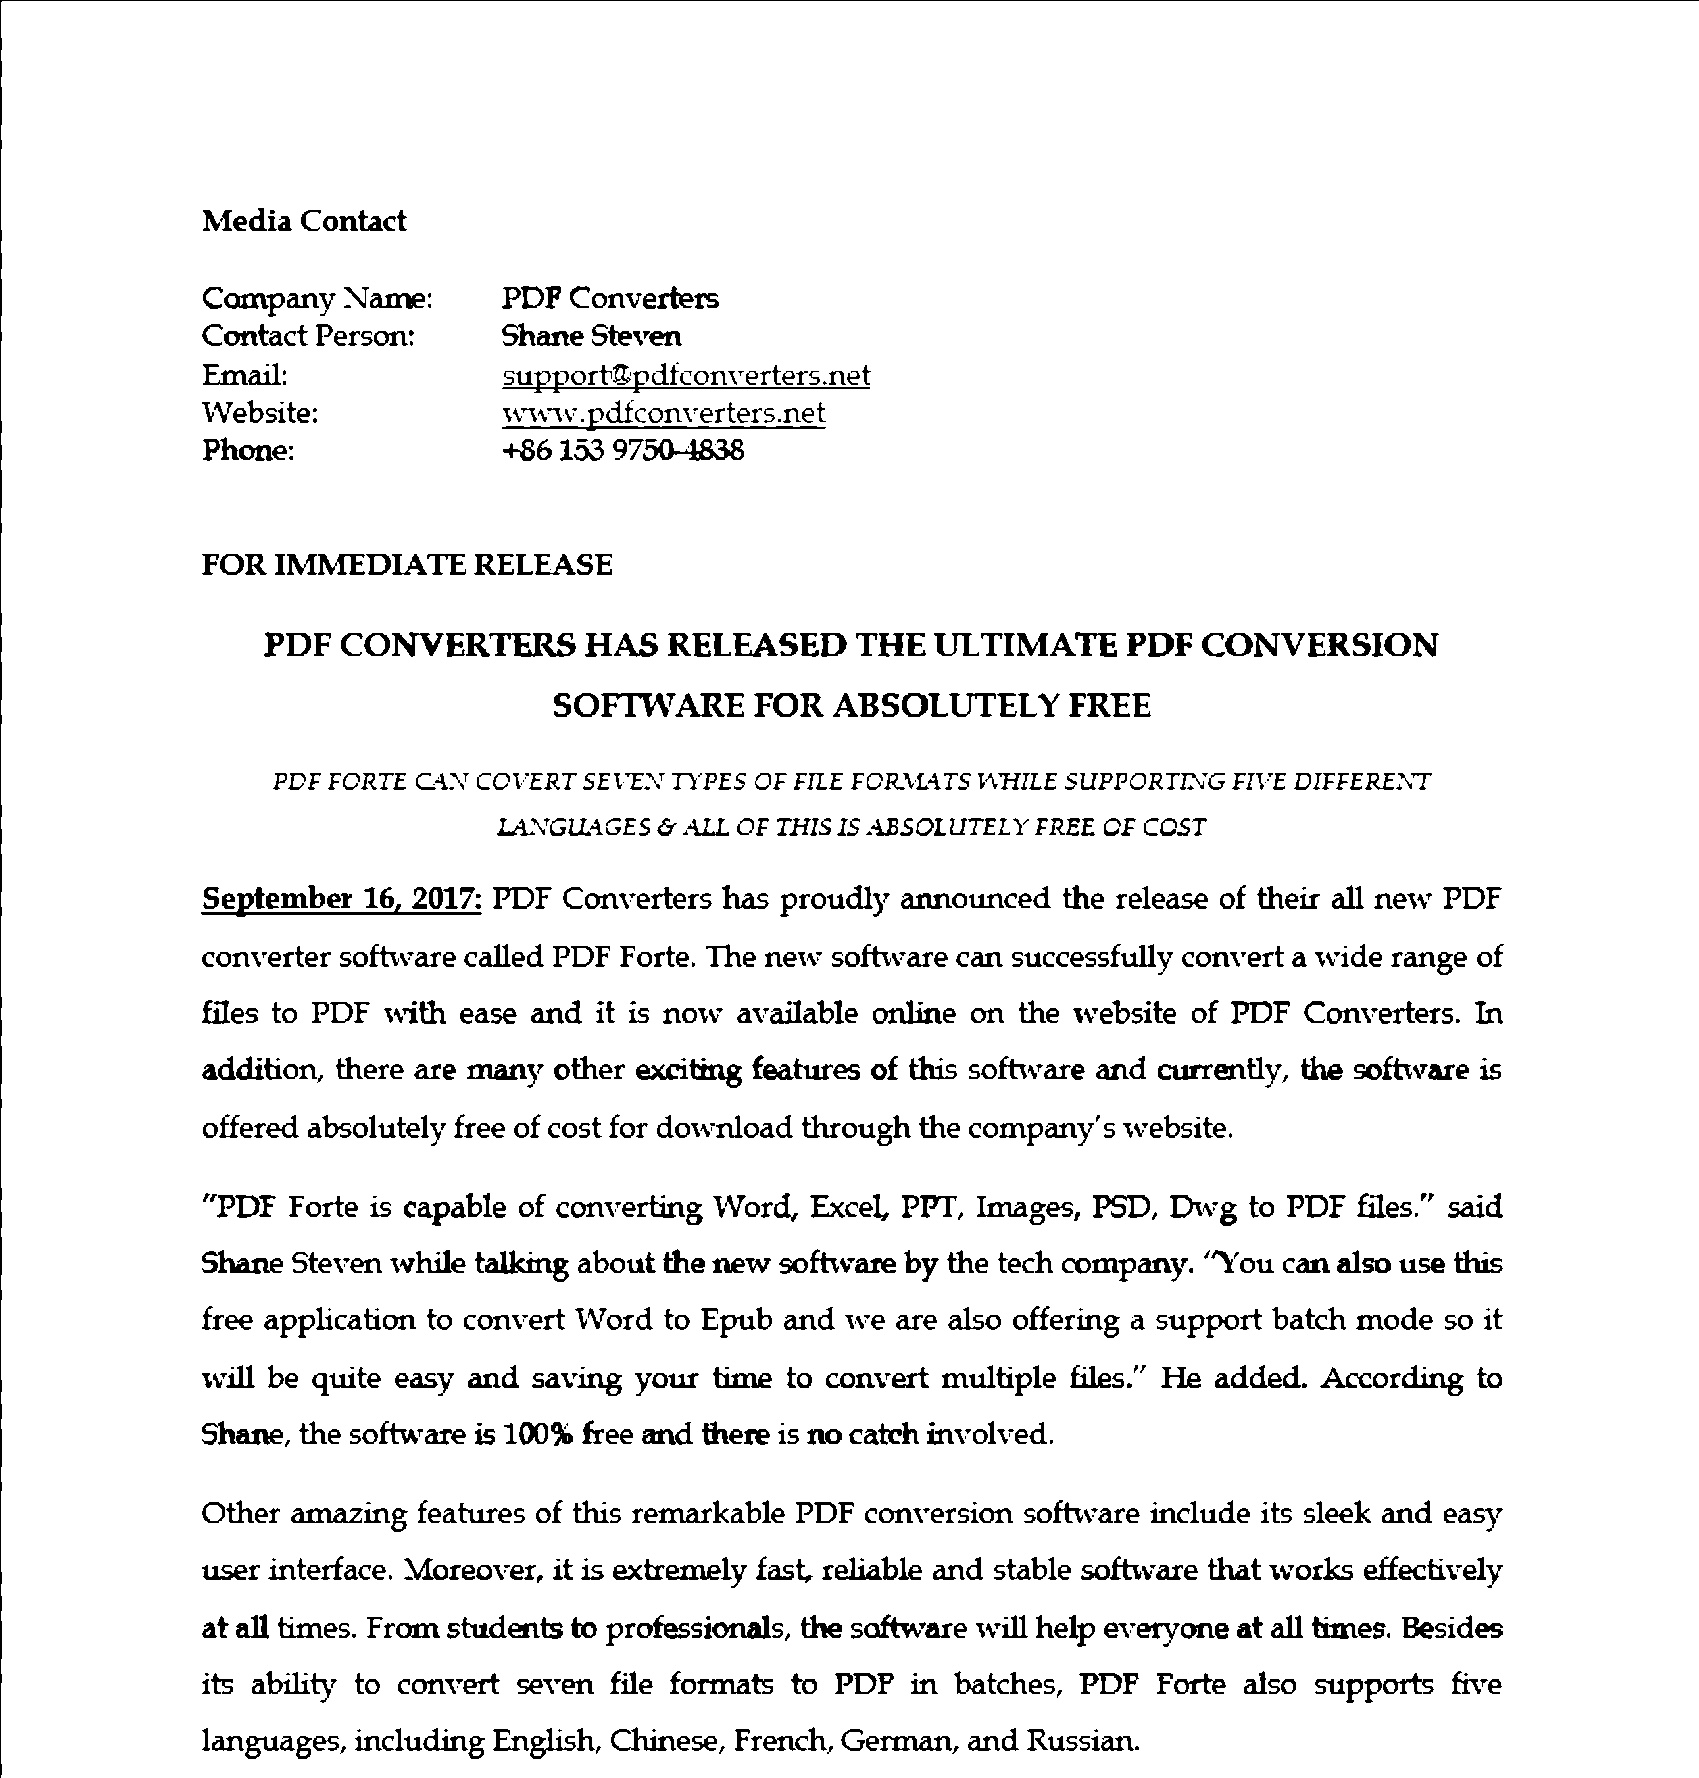 Media Contact
Company Name: PDF Converters
Contact Person: Shane Steven
Email: support@pdfconverters.net
Website: www.pdfconverters.net
Phone: +86 153 9750-4838
FOR IMMEDIATE RELEASE
PDF CONVERTERS HAS RELEASED THE ULTIMATE PDF CONVERSION
SOFTWARE FOR ABSOLUTELY FREE
PDF FORTE CAN COVERT SEVEN TYPES OF FILE FORMATS WHILE SUPPORTING FIVE DIFFERENT
LANGUAGES & ALL OF THIS IS ABSOLUTELY FREE OF COST
September 16, 2017: PDF Converters has proudly announced the release of their all new PDF
converter software called PDF Forte. The new software can successfully convert a wide range of
files to PDF with ease and it is now available online on the website of PDF Converters. In
addition, there are many other exciting features of this software and currently, the software is
offered absolutely free of cost for download through the company's website.
"PDF Forte is capable of converting Word, Excel, PPT, Images, PSD, Dwg to PDF files." said
Shane Steven while talking about the new software by the tech company. "You can also use this
free application to convert Word to Epub and we are also offering a support batch mode so it
will be quite easy and saving your time to convert multiple files." He added. According to
Shane, the software is 100% free and there is no catch involved.
Other amazing features of this remarkable PDF conversion software include its sleek and easy
user interface. Moreover, it is extremely fast, reliable and stable software that works effectively
at all times. From students to professionals, the software will help everyone at all times. Besides
its ability to convert seven file formats to PDF in batches, PDF Forte also supports five
languages, including English, Chinese, French, German, and Russian.